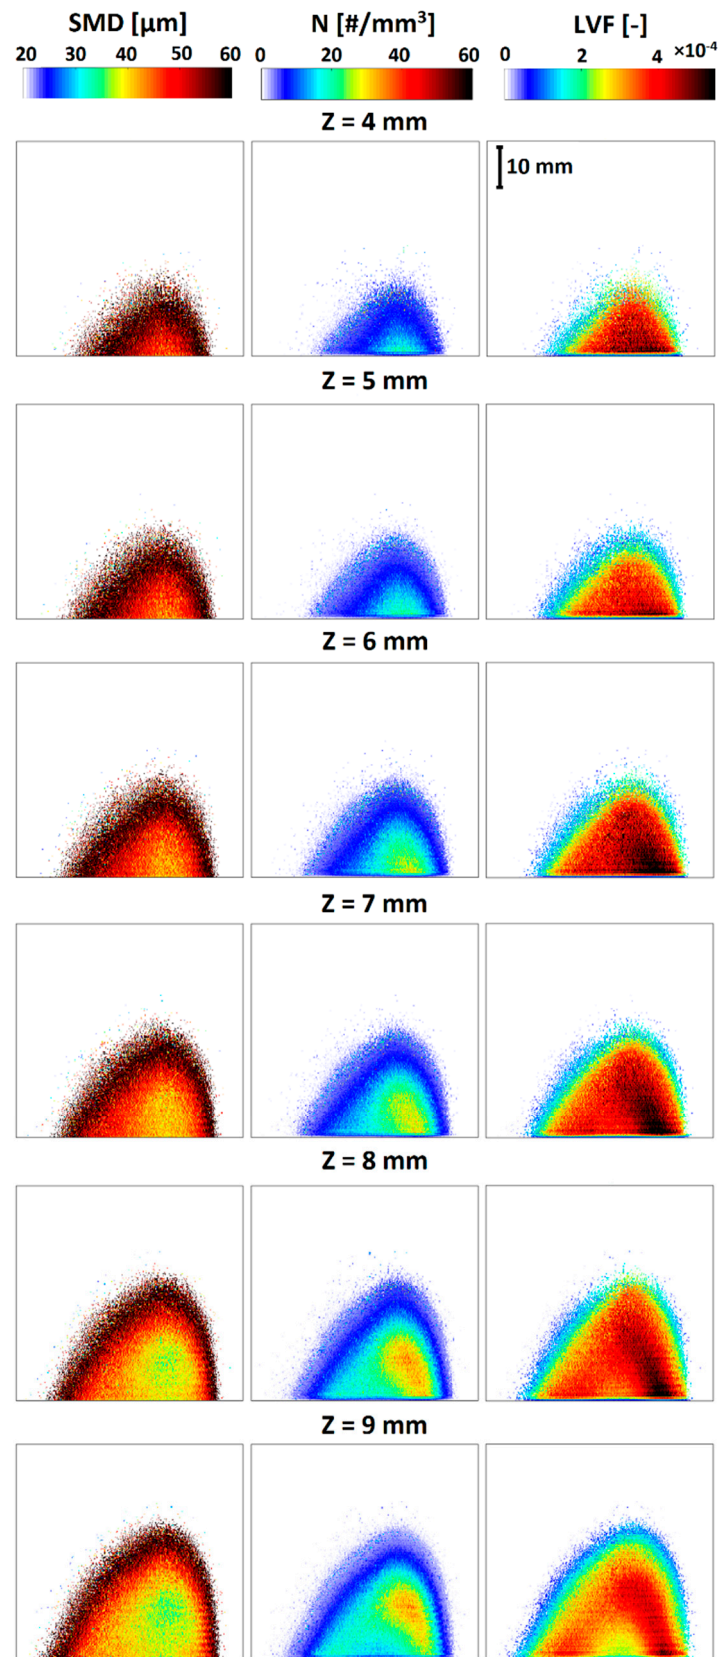 SMD [µm] N [#/mm³] LVF [-]
20 30 40 50 60 0 20 40 60 0 2 4 ×10⁻⁴
Z = 4 mm
10 mm
Z = 5 mm
Z = 6 mm
Z = 7 mm
Z = 8 mm
Z = 9 mm